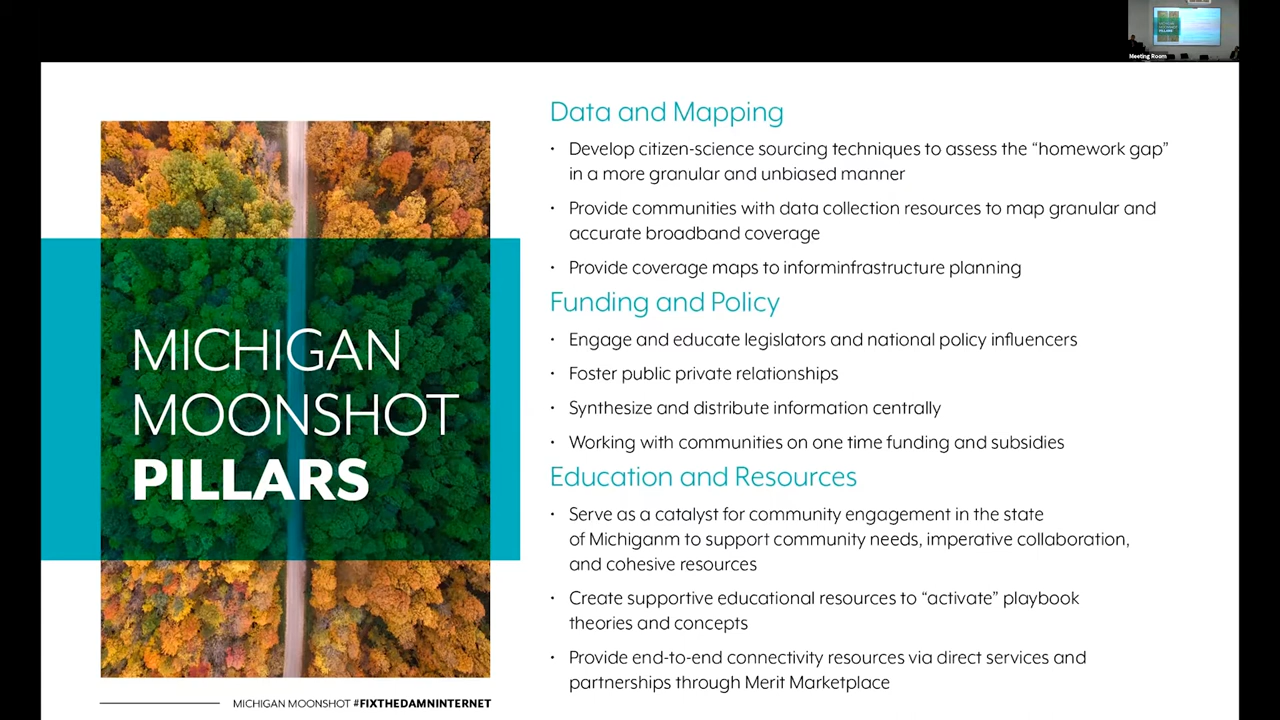 Meeting Room
MICHIGAN
MOONSHOT
PILLARS
Data and Mapping
• Develop citizen-science sourcing techniques to assess the “homework gap”
in a more granular and unbiased manner
• Provide communities with data collection resources to map granular and
accurate broadband coverage
• Provide coverage maps to informinfrastructure planning
Funding and Policy
• Engage and educate legislators and national policy influencers
• Foster public private relationships
• Synthesize and distribute information centrally
• Working with communities on one time funding and subsidies
Education and Resources
• Serve as a catalyst for community engagement in the state
of Michiganm to support community needs, imperative collaboration,
and cohesive resources
• Create supportive educational resources to “activate” playbook
theories and concepts
• Provide end-to-end connectivity resources via direct services and
partnerships through Merit Marketplace
MICHIGAN MOONSHOT #FIXTHEDAMNINTERNET